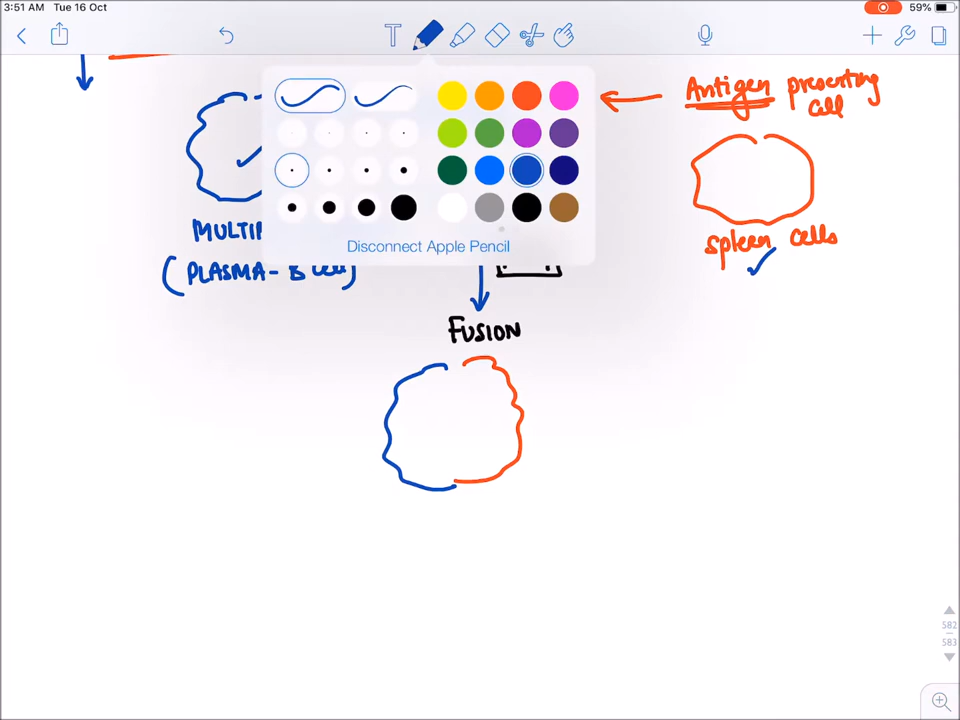 3:51 AM Tue 16 Oct
59%
T
Antigen presenting
cell
MULTI
(PLASMA - B cell)
Disconnect Apple Pencil
spleen cells
FUSION
582
583